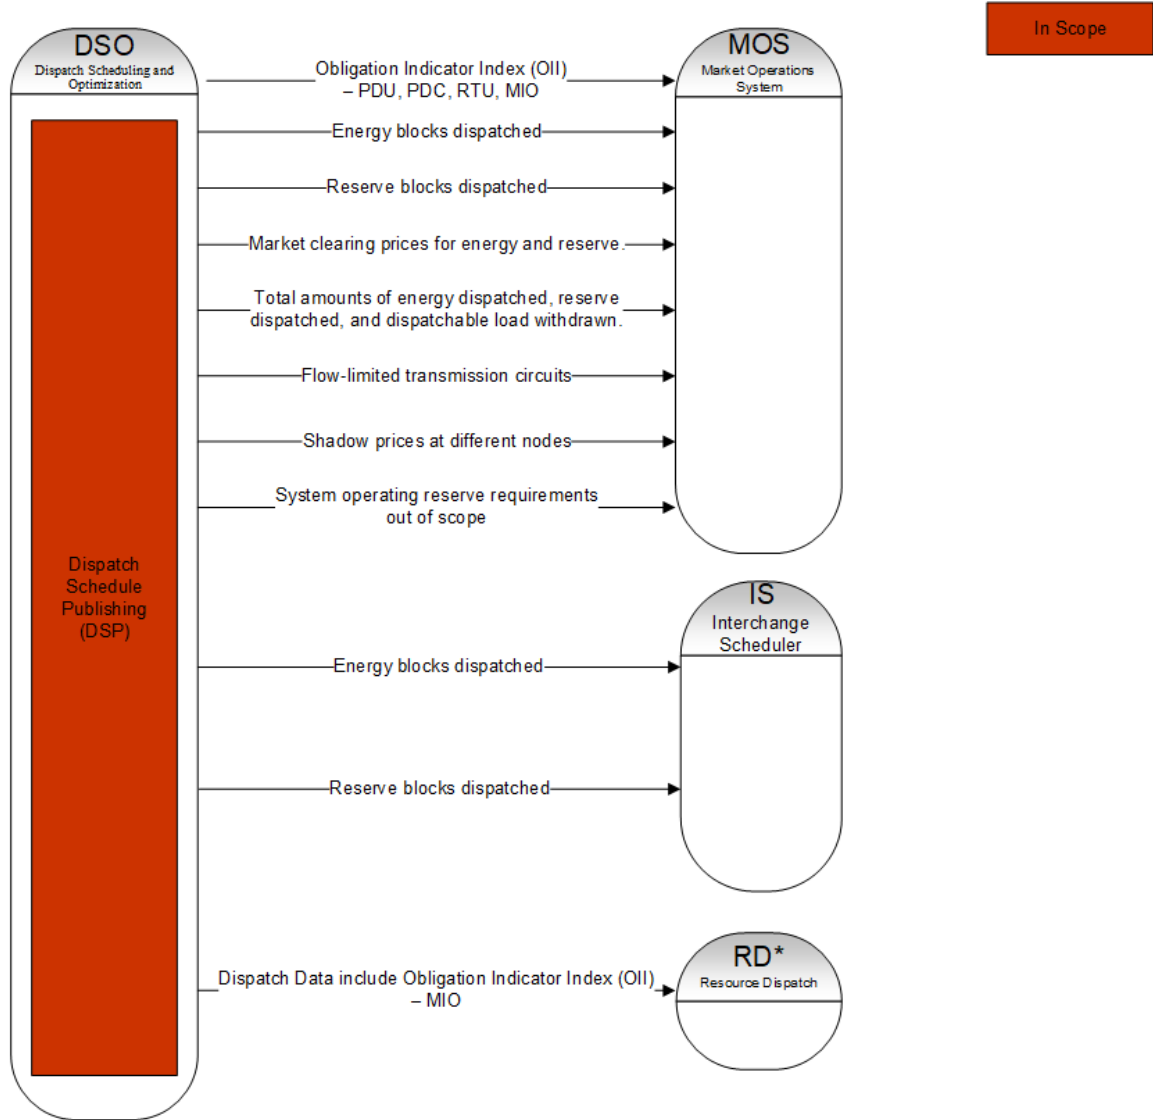 In Scope
DSO
Dispatch Scheduling and
Optimization
MOS
Market Operations
System
Obligation Indicator Index (OII)
– PDU, PDC, RTU, MIO
Energy blocks dispatched
Reserve blocks dispatched
Market clearing prices for energy and reserve.
Total amounts of energy dispatched, reserve
dispatched, and dispatchable load withdrawn.
Flow-limited transmission circuits
Shadow prices at different nodes
System operating reserve requirements
out of scope
Dispatch
Schedule
Publishing
(DSP)
IS
Interchange
Scheduler
Energy blocks dispatched
Reserve blocks dispatched
RD*
Resource Dispatch
Dispatch Data include Obligation Indicator Index (OII)
– MIO